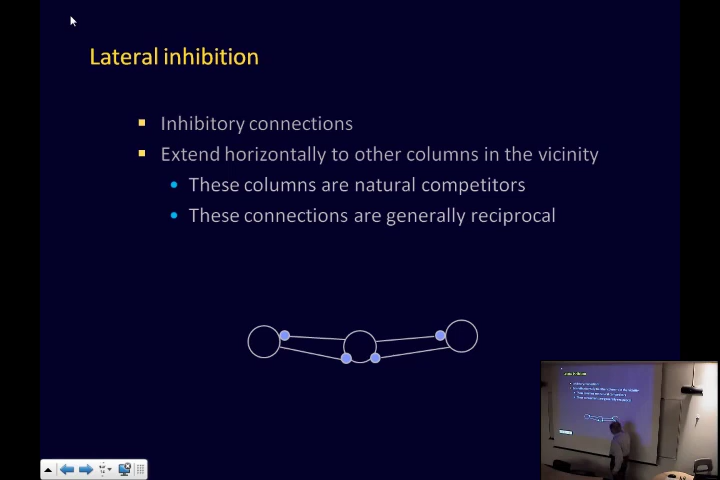 Lateral inhibition
Inhibitory connections
Extend horizontally to other columns in the vicinity
These columns are natural competitors
These connections are generally reciprocal